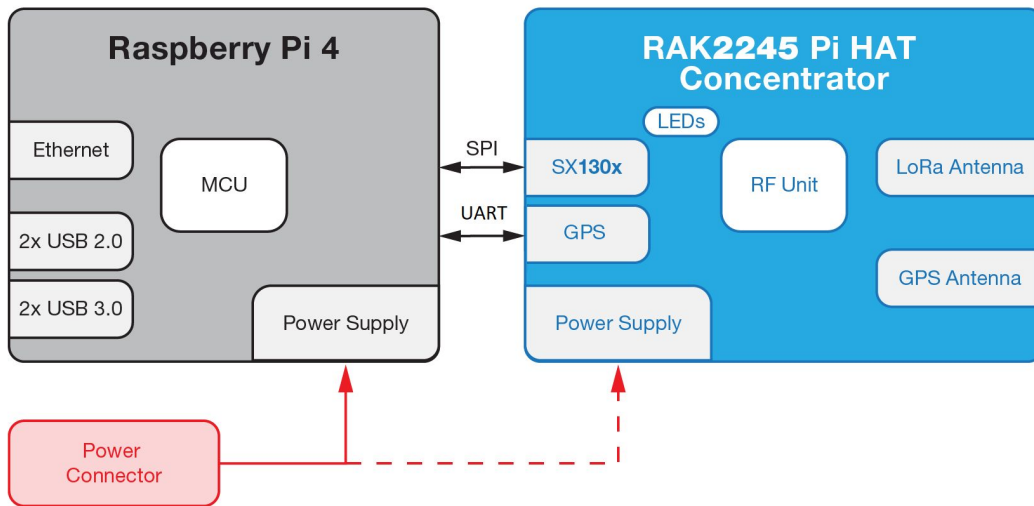 Raspberry Pi 4
Ethernet
MCU
2x USB 2.0
2x USB 3.0
Power Supply
SPI
UART
RAK2245 Pi HAT
Concentrator
LEDs
SX130x
RF Unit
LoRa Antenna
GPS
GPS Antenna
Power Supply
Power
Connector